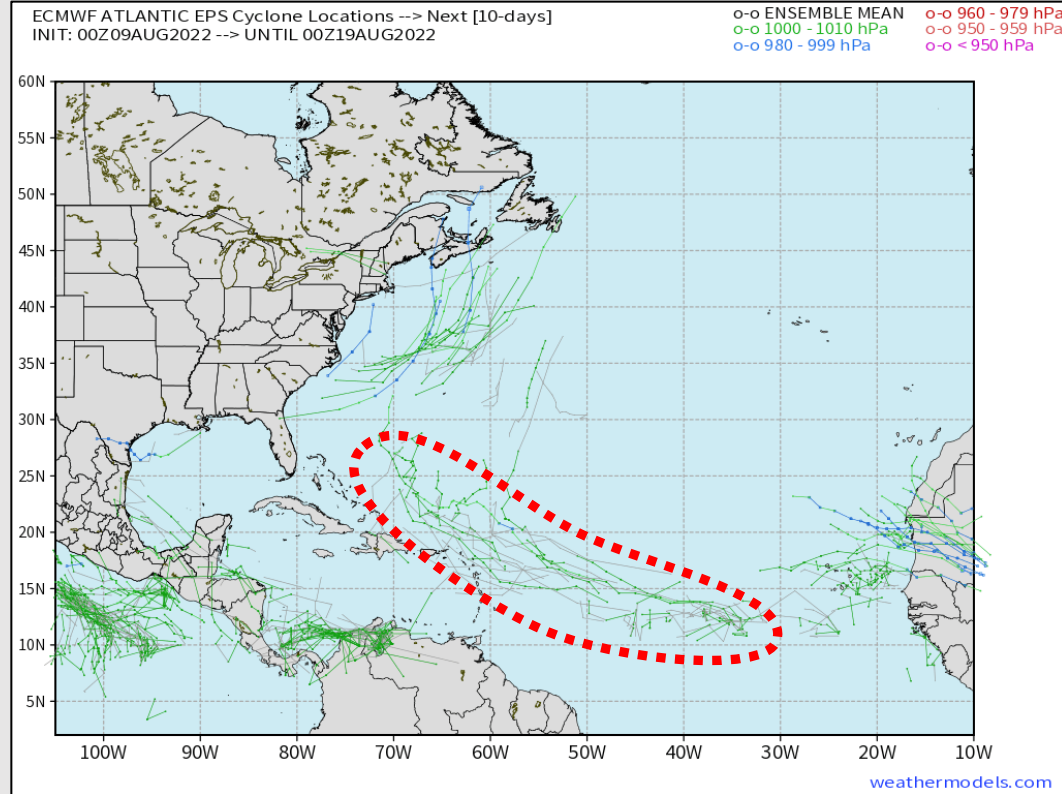 ECMWF ATLANTIC EPS Cyclone Locations --> Next [10-days]
INIT: 00Z09AUG2022 --> UNTIL 00Z19AUG2022
o-o ENSEMBLE MEAN
o-o 1000 - 1010 hPa
o-o 980 - 999 hPa
o-o 960 - 979 hPa
o-o 950 - 959 hPa
o-o < 950 hPa
60N
55N
50N
45N
40N
35N
30N
25N
20N
15N
10N
5N
100W 90W 80W 70W 60W 50W 40W 30W 20W 10W
weathermodels.com